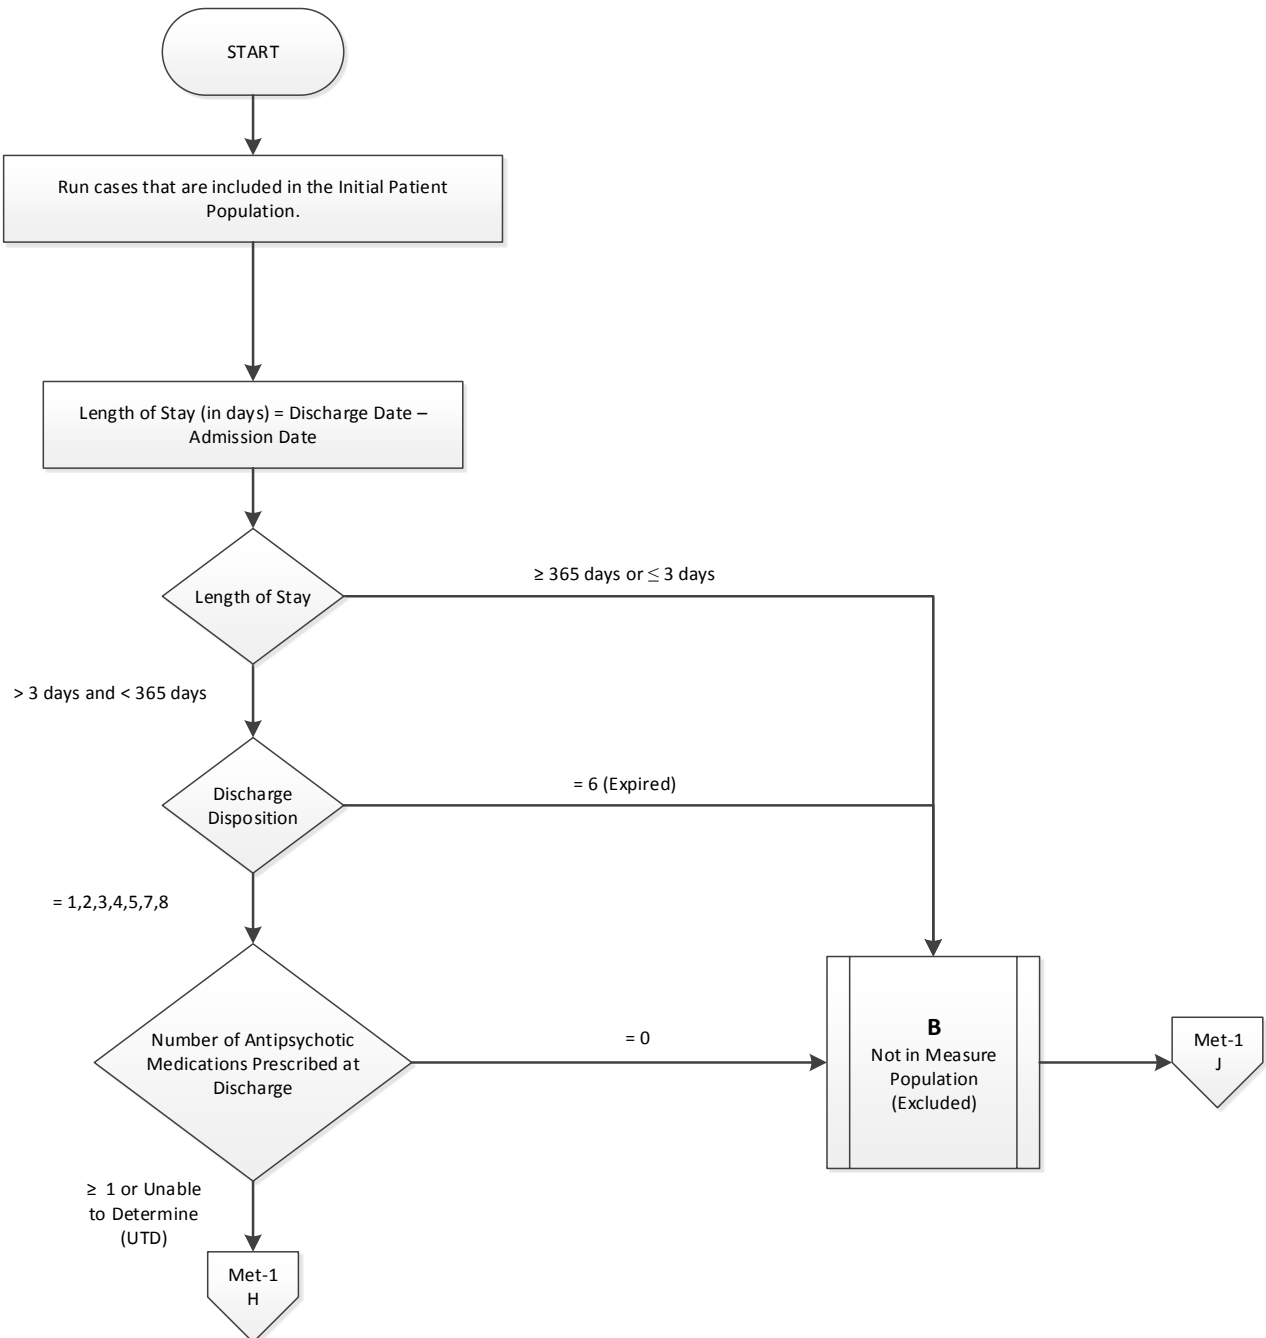 START
Run cases that are included in the Initial Patient
Population.
Length of Stay (in days) = Discharge Date –
Admission Date
Length of Stay
≥ 365 days or ≤ 3 days
> 3 days and < 365 days
Discharge
Disposition
= 6 (Expired)
= 1,2,3,4,5,7,8
Number of Antipsychotic
Medications Prescribed at
Discharge
= 0
B
Not in Measure
Population
(Excluded)
Met-1
J
≥ 1 or Unable
to Determine
(UTD)
Met-1
H